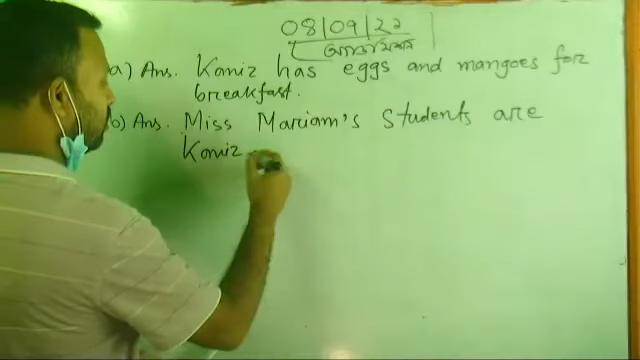 08/09/22
a) Ans. Koniz has eggs and mangoes for
breakfast.
b) Ans. Miss Mariam's students are
Koniz